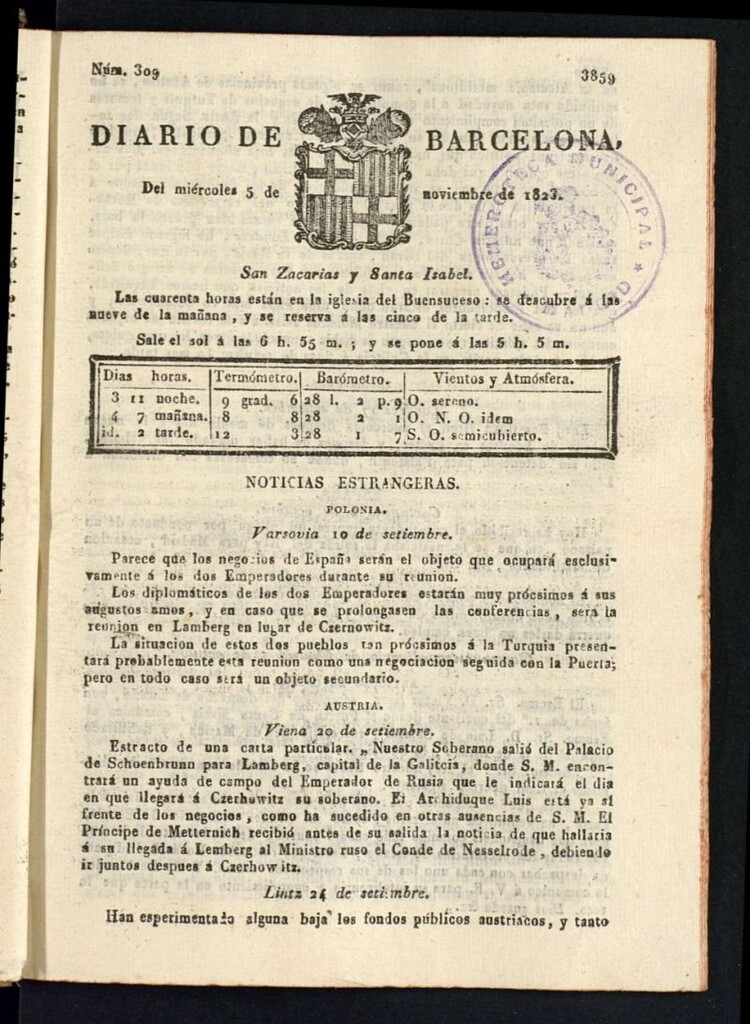 Núm. 309
3859
DIARIO DE BARCELONA,
Del miércoles 5 de noviembre de 1823.
HEMEROTECA MUNICIPAL
★ MADRID ★
San Zacarias y Santa Isabel.
Las cuarenta horas están en la iglesia del Buensuceso : se descubre á las
nueve de la mañana , y se reserva á las cinco de la tarde.
Sale el sol á las 6 h. 55 m. ; y se pone á las 5 h. 5 m.
Dias horas. Termómetro. Barómetro. Vientos y Atmósfera.
3 11 noche. 9 grad. 6 28 l. 2 p. 9 O. sereno.
4 7 mañana. 8 8 28 2 1 O. N. O. idem
id. 2 tarde. 12 3 28 1 7 S. O. semicubierto.
NOTICIAS ESTRANGERAS.
POLONIA.
Varsovia 10 de setiembre.
Parece que los negocios de España serán el objeto que ocupará esclusi-
vamente á los dos Emperadores durante su reunion.
Los diplomáticos de los dos Emperadores estarán muy prócsimos á sus
augustos amos , y en caso que se prolongasen las conferencias , será la
reunion en Lamberg en lugar de Czernowitz.
La situacion de estos dos pueblos tan prócsimos á la Turquia presen-
tará probablemente esta reunion como una negociacion seguida con la Puerta;
pero en todo caso será un objeto secundario.
AUSTRIA.
Viena 20 de setiembre.
Estracto de una carta particular. „ Nuestro Soberano salió del Palacio
de Schoenbrunn para Lamberg, capital de la Galitcia, donde S. M. encon-
trará un ayuda de campo del Emperador de Rusia que le indicará el dia
en que llegará á Czerhowitz su soberano. El Archiduque Luis está ya al
frente de los negocios , como ha sucedido en otras ausencias de S. M. El
Príncipe de Metternich recibió antes de su salida la noticia de que hallaria
á su llegada á Lemberg al Ministro ruso el Conde de Nesselrode , debiendo
ir juntos despues á Czerhowitz.
Lintz 24 de setiembre.
Han esperimentado alguna baja los fondos públicos austriacos, y tanto